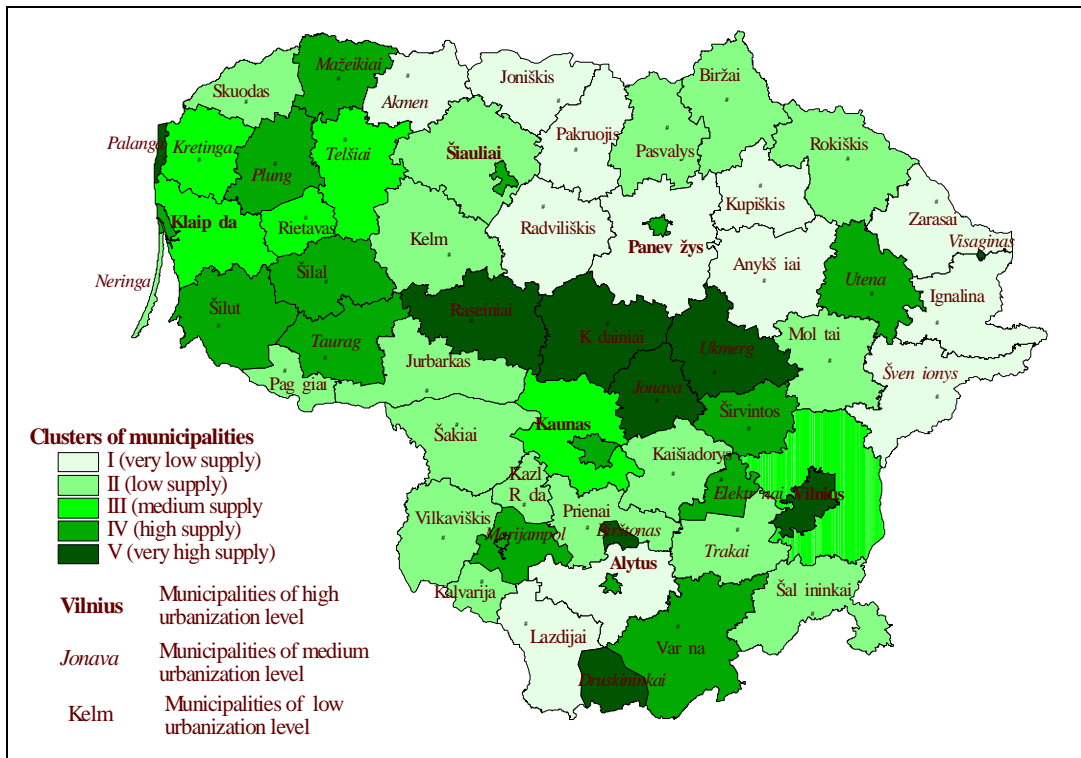 Mažeikiai
Skuodas
Akmen
Joniškis
Biržai
Palanga
Kretinga
Plung
Telšiai
Šiauliai
Pakruojis
Pasvalys
Rokiškis
Klaip da
Rietavas
Kelm
Radviliškis
Panev žys
Kupiškis
Zarasai
Visaginas
Neringa
Šilal
Anykš iai
Utena
Ignalina
Šilut
Taurag
Raseiniai
K dainiai
Ukmerg
Mol tai
Šven ionys
Pag giai
Jurbarkas
Jonava
Širvintos
Šakiai
Kaunas
Kaišiadorys
Elektr nai
Vilnius
Kazl
R da
Vilkaviškis
Prienai
Marijampol
Birštonas
Trakai
Kalvarija
Alytus
Šal ininkai
Lazdijai
Var na
Druskininkai
Clusters of municipalities
I (very low supply)
II (low supply)
III (medium supply
IV (high supply)
V (very high supply)
Vilnius Municipalities of high
urbanization level
Jonava Municipalities of medium
urbanization level
Kelm Municipalities of low
urbanization level